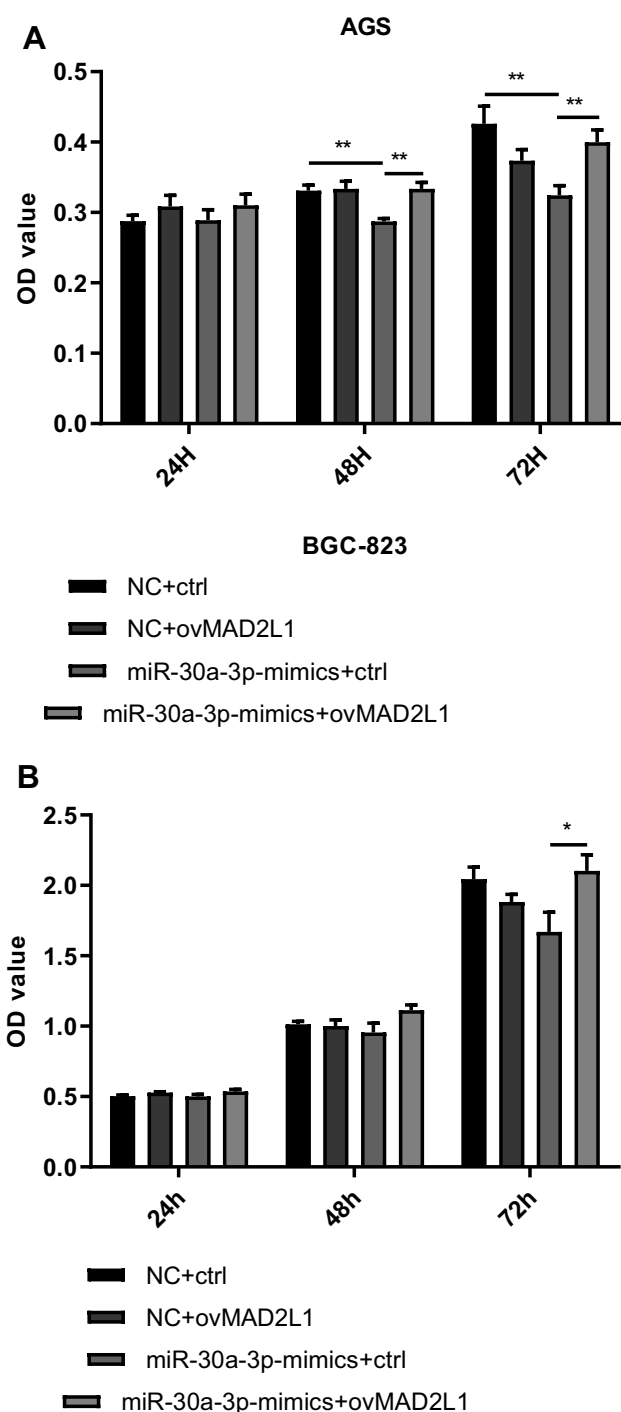 A
AGS
0.5
0.4
0.3
0.2
0.1
0.0
OD value
**
**
**
**
24H
48H
72H
BGC-823
NC+ctrl
NC+ovMAD2L1
miR-30a-3p-mimics+ctrl
miR-30a-3p-mimics+ovMAD2L1
B
2.5
2.0
1.5
1.0
0.5
0.0
OD value
*
24h
48h
72h
NC+ctrl
NC+ovMAD2L1
miR-30a-3p-mimics+ctrl
miR-30a-3p-mimics+ovMAD2L1